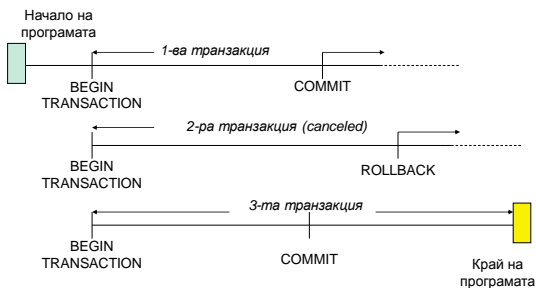 Начало на
програмата
1-ва транзакция
BEGIN
TRANSACTION
COMMIT
2-ра транзакция (canceled)
BEGIN
TRANSACTION
ROLLBACK
3-та транзакция
BEGIN
TRANSACTION
COMMIT
Край на
програмата